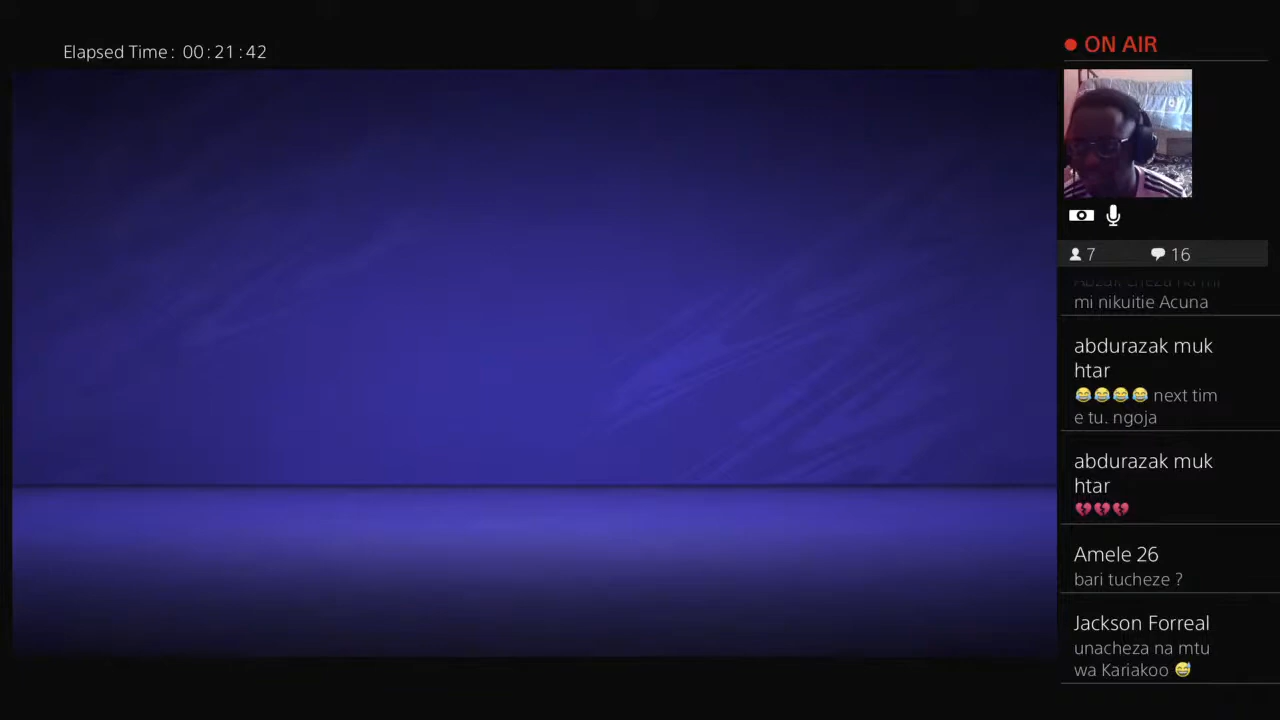 Elapsed Time: 00:21:42
ON AIR
7 16
mi nikuitie Acuna
abdurazak muk
htar
😂😂😂😂 next tim
e tu. ngoja
abdurazak muk
htar
💔💔💔
Amele 26
bari tucheze ?
Jackson Forreal
unacheza na mtu
wa Kariakoo 😅